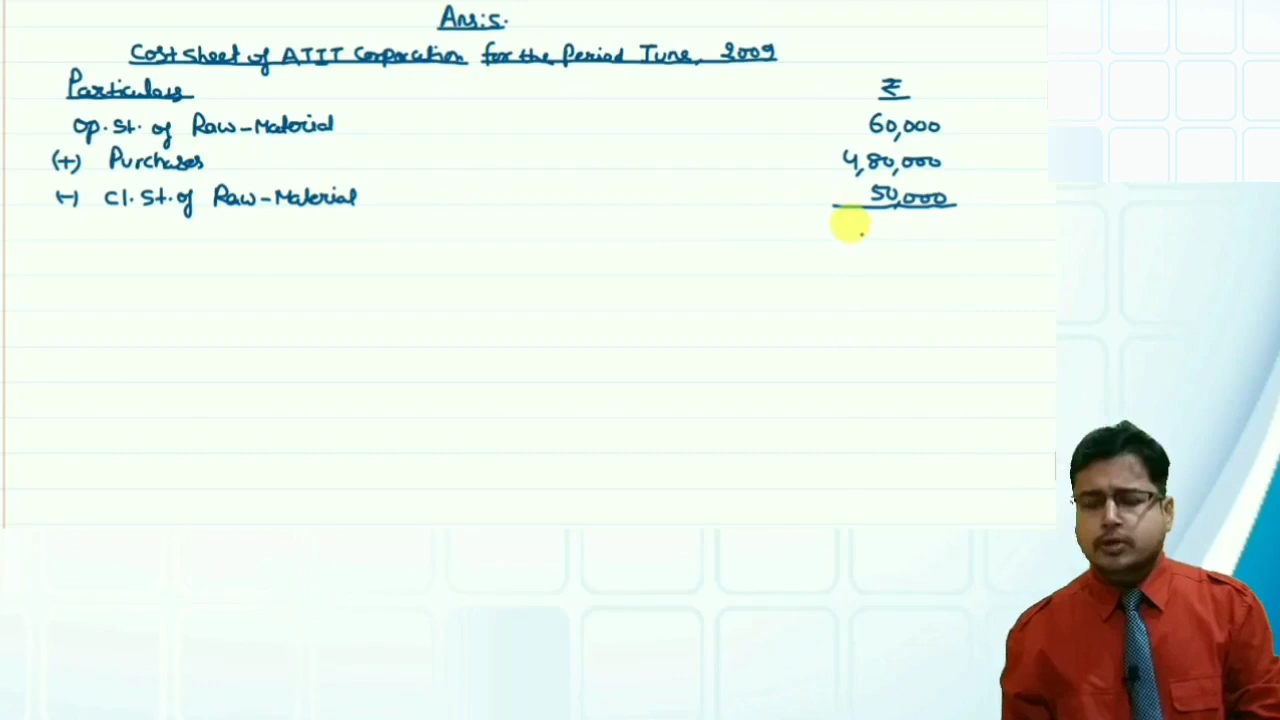 Ans:5.
Cost Sheet of ATIT Corporation for the Period June, 2009
Particulars ₹
Op. St. of Raw-Material 60,000
(+) Purchases 4,80,000
(-) Cl. St. of Raw-Material 50,000